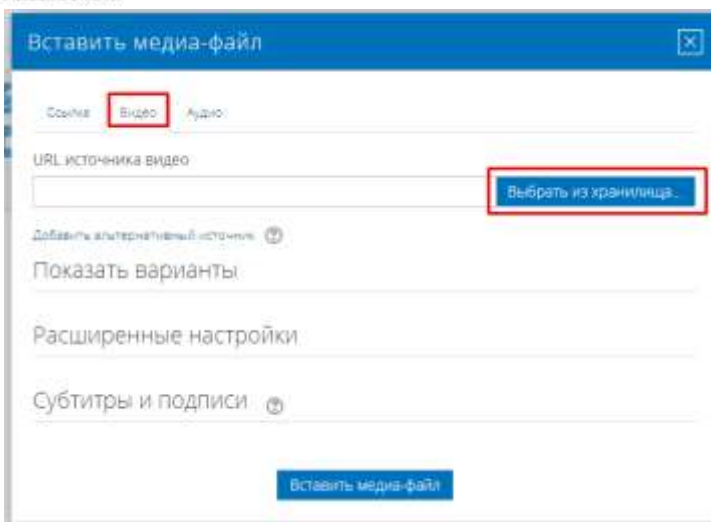 Вставить медиа-файл
Ссылка Видео Аудио
URL источника видео
Выбрать из хранилища...
Добавить альтернативный источник
Показать варианты
Расширенные настройки
Субтитры и подписи
Вставить медиа-файл